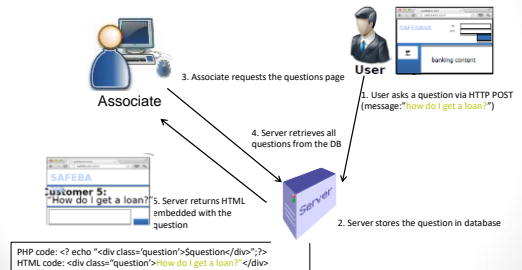 SAFEBANK
banking content
User
3. Associate requests the questions page
Associate
1. User asks a question via HTTP POST
(message:"how do I get a loan?")
4. Server retrieves all
questions from the DB
SAFEBA
Customer 5:
"How do I get a loan?"
5. Server returns HTML
embedded with the
question
Server
2. Server stores the question in database
PHP code: <? echo "<div class='question'>$question</div>";?>
HTML code: <div class="question'>How do I get a loan?"</div>